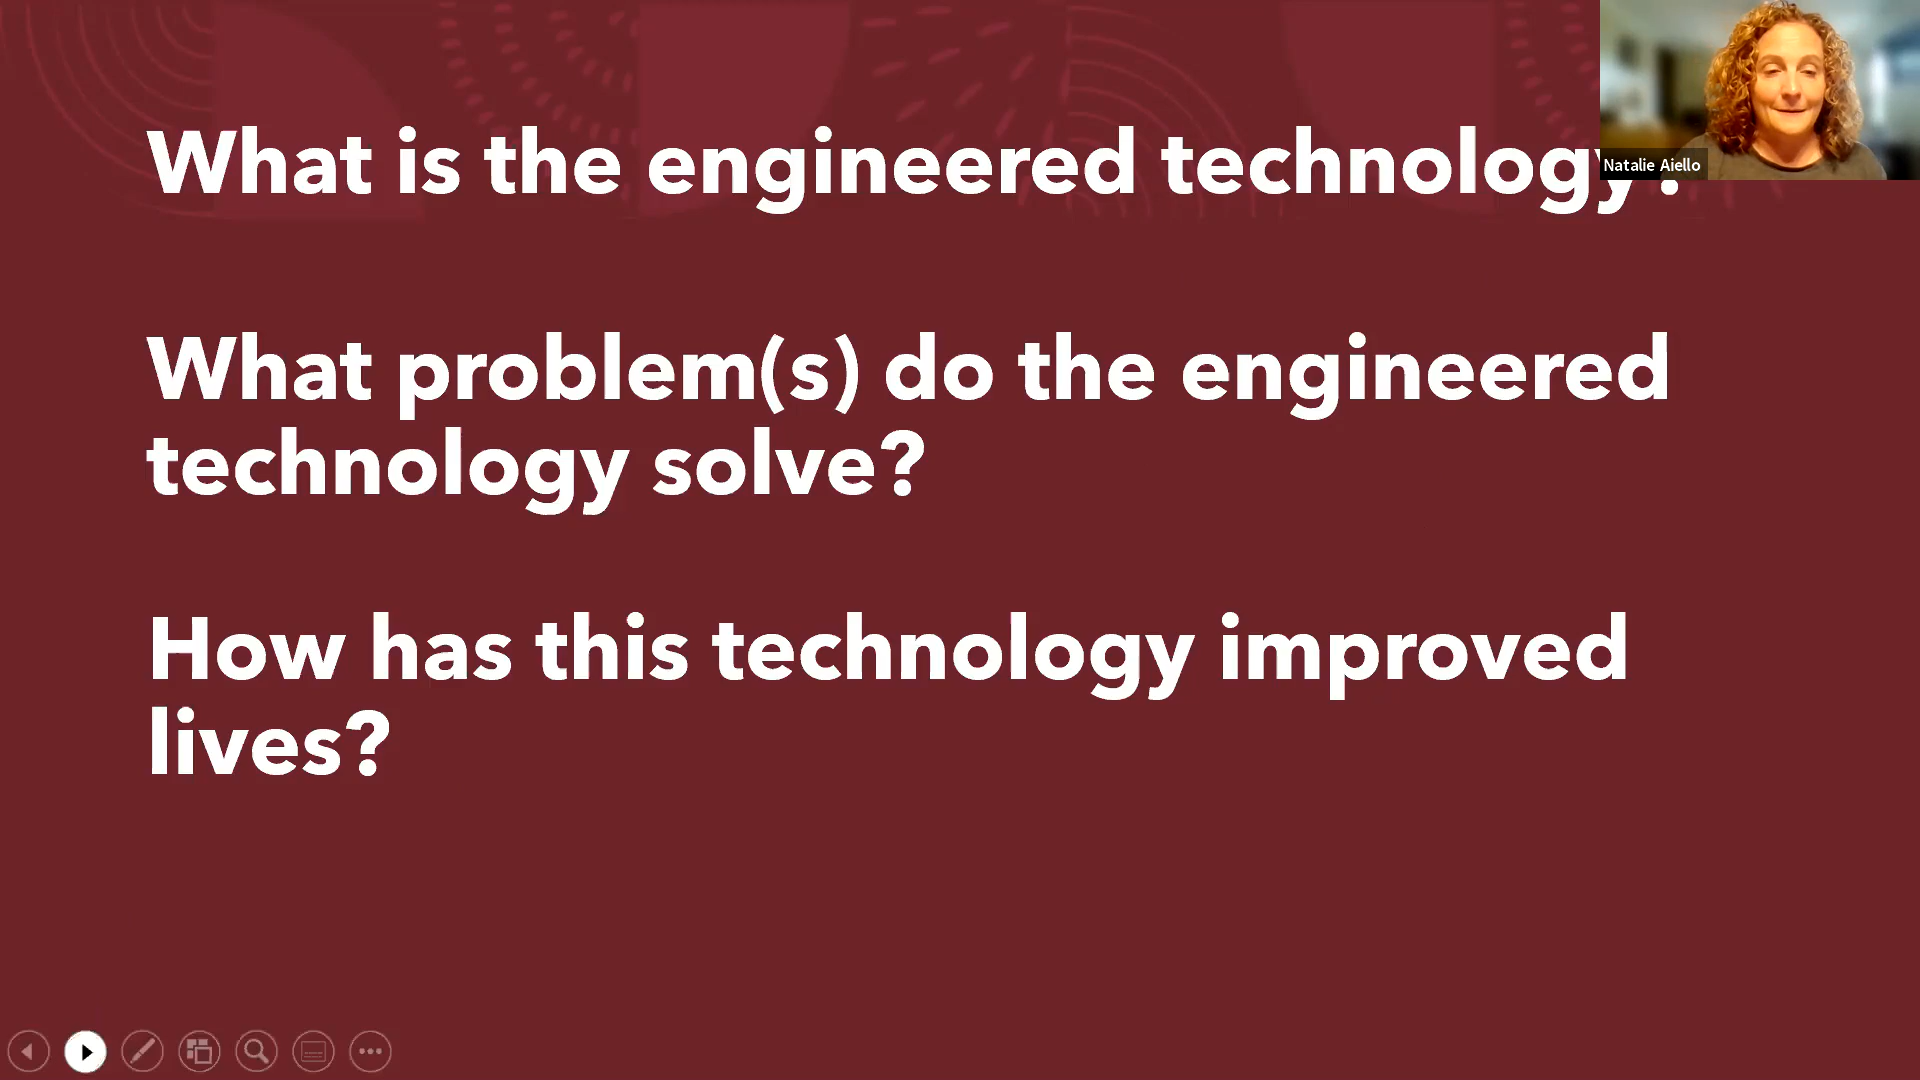 What is the engineered technology?
Natalie Aiello
What problem(s) do the engineered
technology solve?
How has this technology improved
lives?